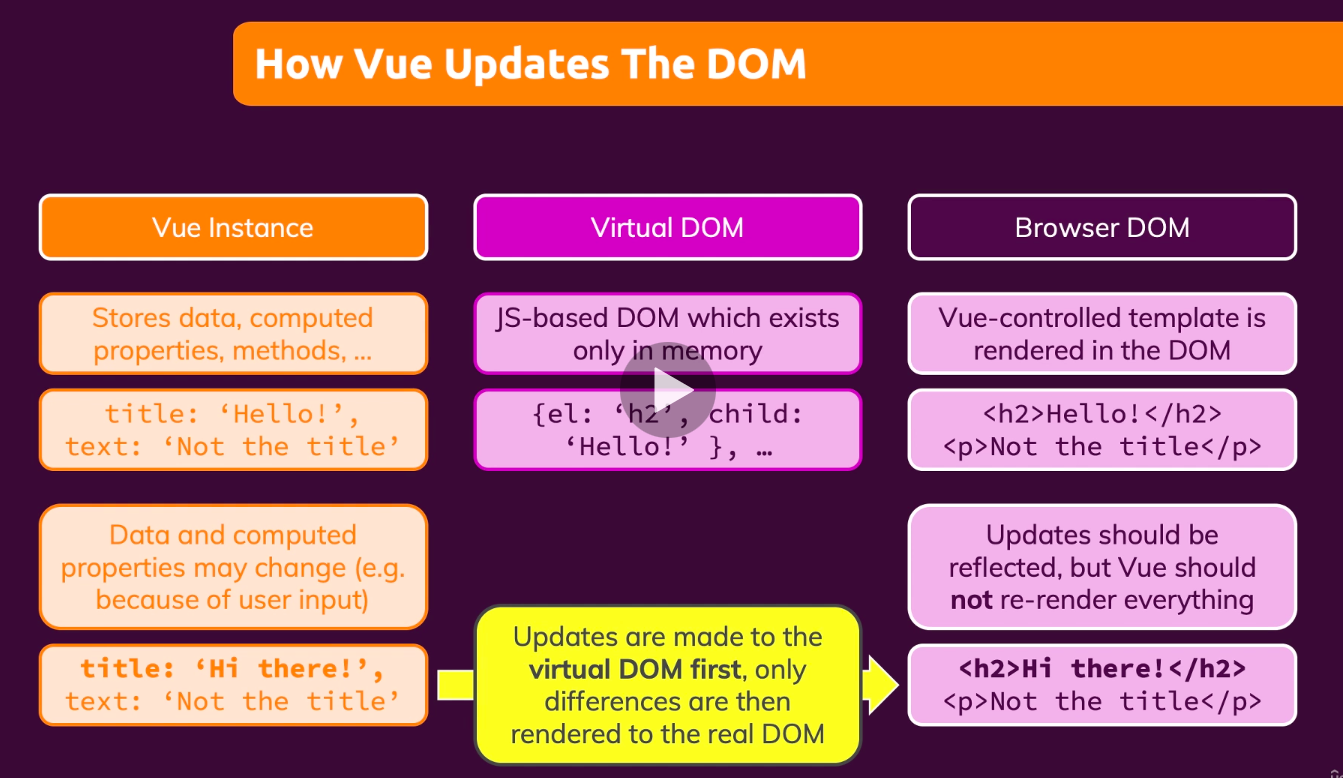 How Vue Updates The DOM
Vue Instance
Stores data, computed
properties, methods, …
title: ‘Hello!’,
text: ‘Not the title’
Data and computed
properties may change (e.g.
because of user input)
title: ‘Hi there!’,
text: ‘Not the title’
Virtual DOM
JS-based DOM which exists
only in memory
{el: ‘h2’, child:
‘Hello!’ }, …
Updates are made to the
virtual DOM first, only
differences are then
rendered to the real DOM
Browser DOM
Vue-controlled template is
rendered in the DOM
<h2>Hello!</h2>
<p>Not the title</p>
Updates should be
reflected, but Vue should
not re-render everything
<h2>Hi there!</h2>
<p>Not the title</p>